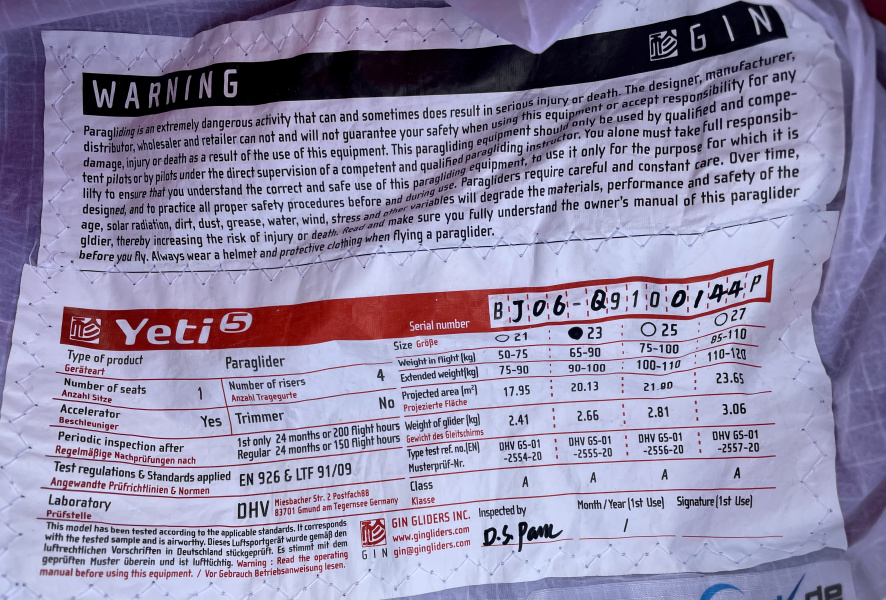 WARNING
GIN
Paragliding is an extremely dangerous activity that can and sometimes does result in serious injury or death. The designer, manufacturer,
distributor, wholesaler and retailer can not and will not guarantee your safety when using this equipment or accept responsibility for any
damage, injury or death as a result of the use of this equipment. This paragliding equipment should only be used by qualified and compe-
tent pilots or by pilots under the direct supervision of a competent and qualified paragliding instructor. You alone must take full responsib-
lilty to ensure that you understand the correct and safe use of this paragliding equipment, to use it only for the purpose for which it is
designed, and to practice all proper safety procedures before and during use. Paragliders require careful and constant care. Over time,
age, solar radiation, dirt, dust, grease, water, wind, stress and other variables will degrade the materials, performance and safety of the
gldier, thereby increasing the risk of injury or death. Read and make sure you fully understand the owner's manual of this paraglider
before you fly. Always wear a helmet and protective clothing when flying a paraglider.
Yeti 5
Serial number BJ06-Q9100144P
Type of product Paraglider
Geräteart
Number of seats 1 Number of risers 4
Anzahl Sitze Anzahl Tragegurte
Accelerator Yes Trimmer No
Beschleuniger
Periodic inspection after 1st only 24 months or 200 flight hours
Regelmäßige Nachprüfungen nach Regular 24 months or 150 flight hours
Test regulations & Standards applied EN 926 & LTF 91/09
Angewandte Prüfrichtlinien & Normen
Laboratory DHV Miesbacher Str. 2 Postfach88
Prüfstelle 83701 Gmund am Tegernsee Germany
Size Größe 21 23 25 27
Weight in flight(kg) 50-75 65-90 75-100 85-110
Extended weight(kg) 75-90 90-100 100-110 110-120
Projected area (m²) 17.95 20.13 21.80 23.65
Projezierte Fläche
Weight of glider (kg) 2.41 2.66 2.81 3.06
Gewicht des Gleitschirms
Type test ref. no.(EN) DHV GS-01 DHV GS-01 DHV GS-01 DHV GS-01
Musterprüf-Nr. -2554-20 -2555-20 -2556-20 -2557-20
Class A A A A
Klasse
This model has been tested according to the applicable standards. It corresponds
with the tested sample and is airworthy. Dieses Luftsportgerät wurde gemäß den
luftrechtlichen Vorschriften in Deutschland stückgeprüft. Es stimmt mit dem
geprüften Muster überein und ist lufttüchtig. Warning : Read the operating
manual before using this equipment. / Vor Gebrauch Betriebsanweisung lesen.
GIN
GIN GLIDERS INC.
www.gingliders.com
gin@gingliders.com
Inspected by Month/Year (1st Use) Signature (1st Use)
D.S. Park /
de